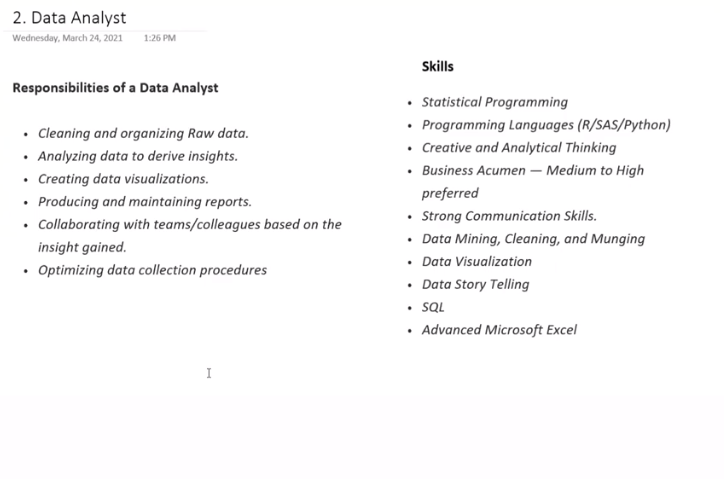 2. Data Analyst
Wednesday, March 24, 2021 1:26 PM
Responsibilities of a Data Analyst
• Cleaning and organizing Raw data.
• Analyzing data to derive insights.
• Creating data visualizations.
• Producing and maintaining reports.
• Collaborating with teams/colleagues based on the
insight gained.
• Optimizing data collection procedures
Skills
• Statistical Programming
• Programming Languages (R/SAS/Python)
• Creative and Analytical Thinking
• Business Acumen — Medium to High
preferred
• Strong Communication Skills.
• Data Mining, Cleaning, and Munging
• Data Visualization
• Data Story Telling
• SQL
• Advanced Microsoft Excel